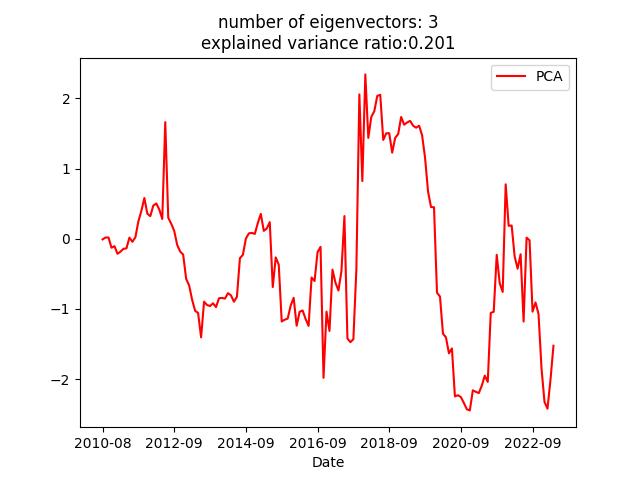 number of eigenvectors: 3
explained variance ratio:0.201
PCA
2
1
0
−1
−2
2010-08 2012-09 2014-09 2016-09 2018-09 2020-09 2022-09
Date